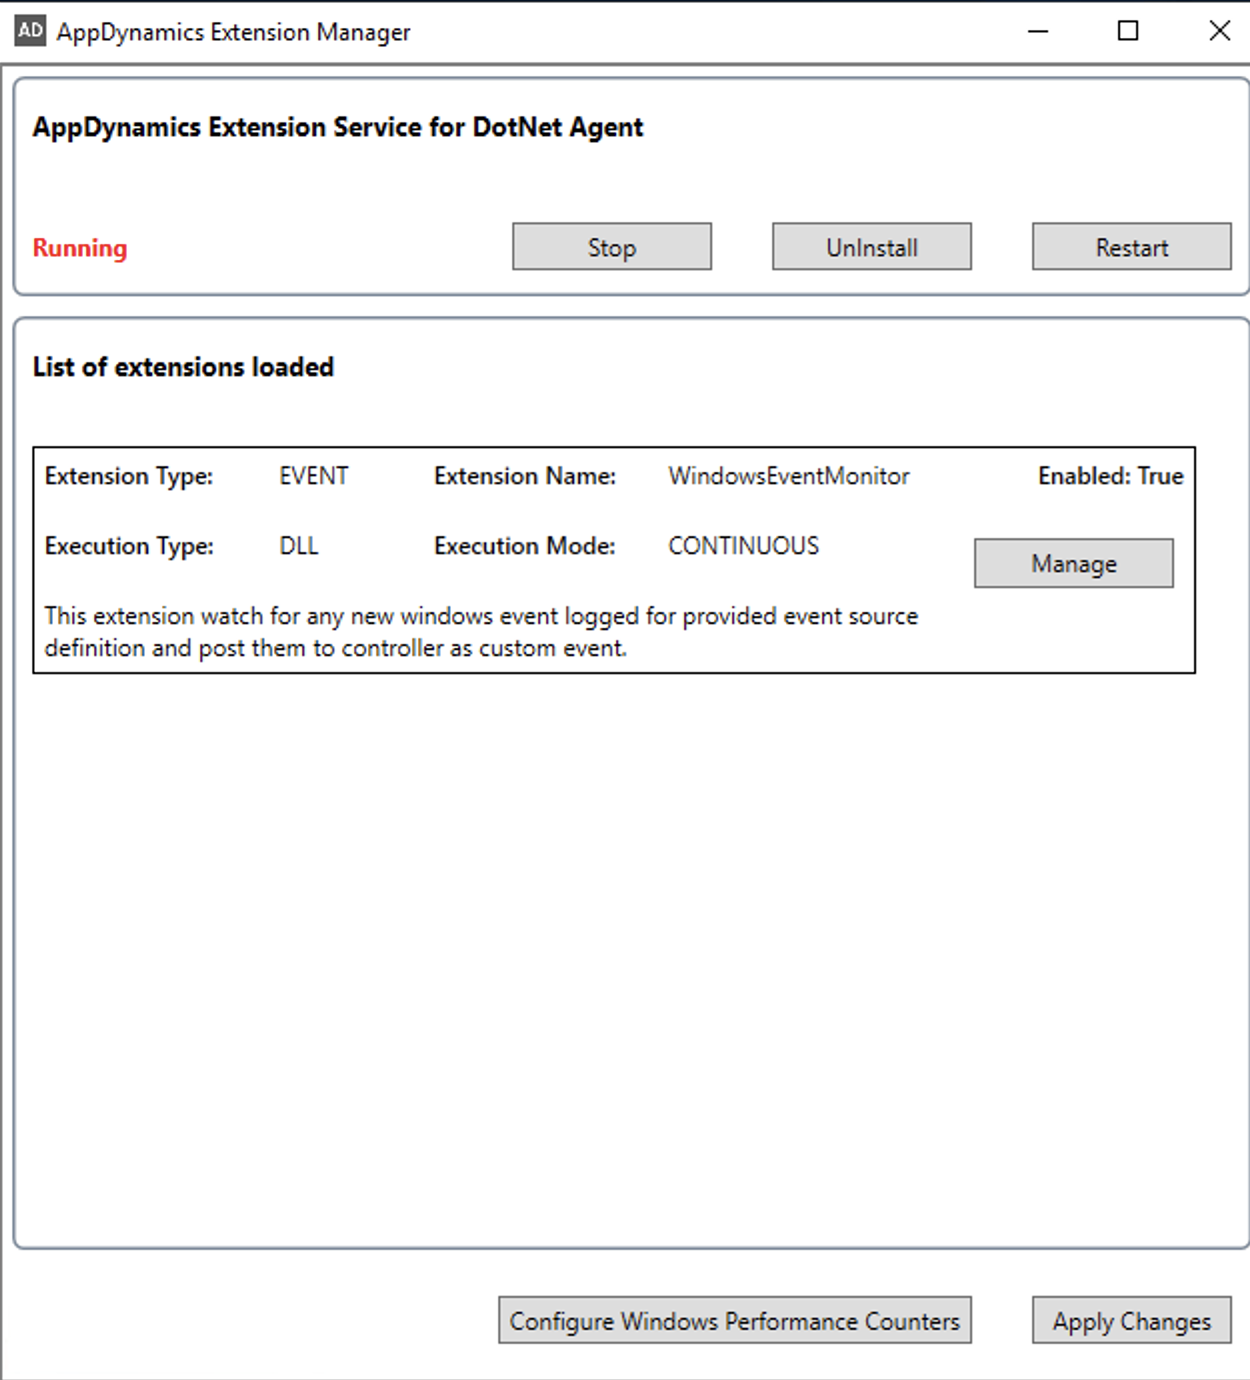 AD AppDynamics Extension Manager
AppDynamics Extension Service for DotNet Agent
Running Stop UnInstall Restart
List of extensions loaded
Extension Type: EVENT Extension Name: WindowsEventMonitor Enabled: True
Execution Type: DLL Execution Mode: CONTINUOUS
Manage
This extension watch for any new windows event logged for provided event source
definition and post them to controller as custom event.
Configure Windows Performance Counters Apply Changes